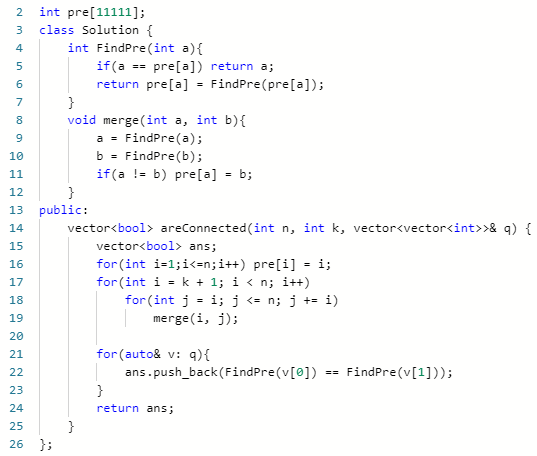 2 int pre[11111];
3 class Solution {
4     int FindPre(int a){
5         if(a == pre[a]) return a;
6         return pre[a] = FindPre(pre[a]);
7     }
8     void merge(int a, int b){
9         a = FindPre(a);
10         b = FindPre(b);
11         if(a != b) pre[a] = b;
12     }
13 public:
14     vector<bool> areConnected(int n, int k, vector<vector<int>>& q) {
15         vector<bool> ans;
16         for(int i=1;i<=n;i++) pre[i] = i;
17         for(int i = k + 1; i < n; i++)
18             for(int j = i; j <= n; j += i)
19                 merge(i, j);
20
21         for(auto& v: q){
22             ans.push_back(FindPre(v[0]) == FindPre(v[1]));
23         }
24         return ans;
25     }
26 };